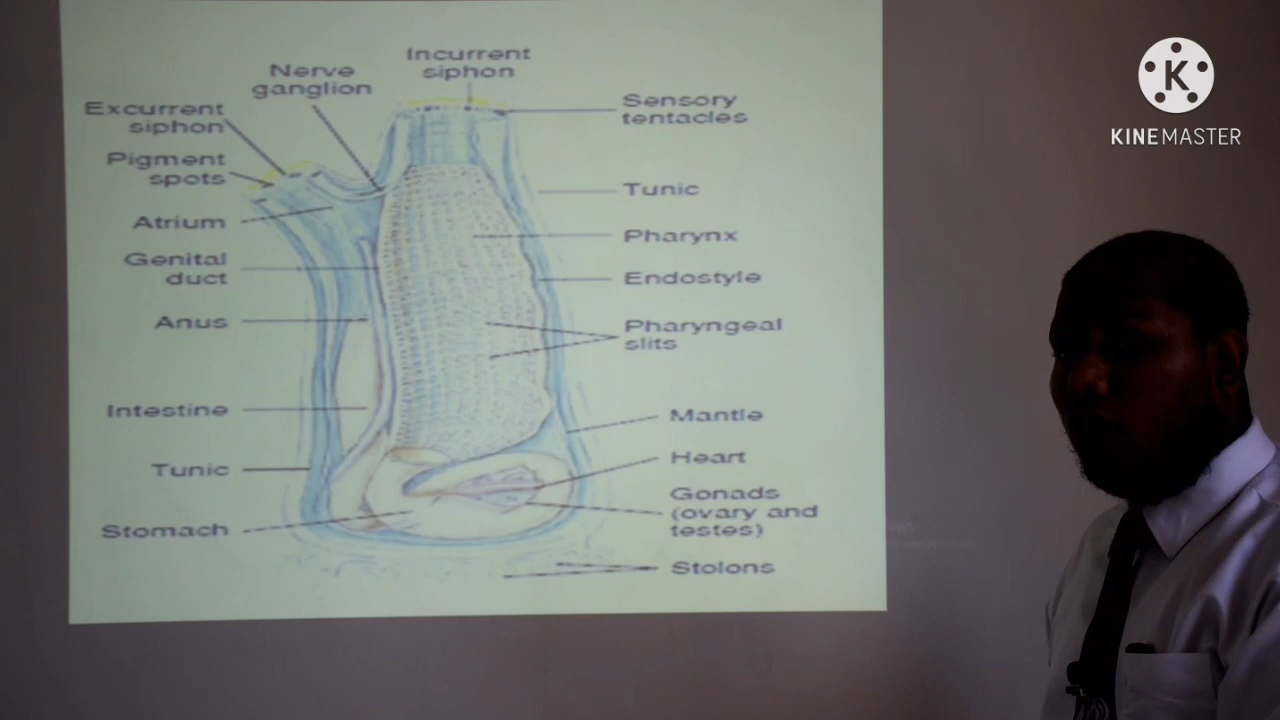 Incurrent
siphon
Nerve
ganglion
Excurrent
siphon
Pigment
spots
Atrium
Genital
duct
Anus
Intestine
Tunic
Stomach
Sensory
tentacles
Tunic
Pharynx
Endostyle
Pharyngeal
slits
Mantle
Heart
Gonads
(ovary and
testes)
Stolons
K
KINEMASTER